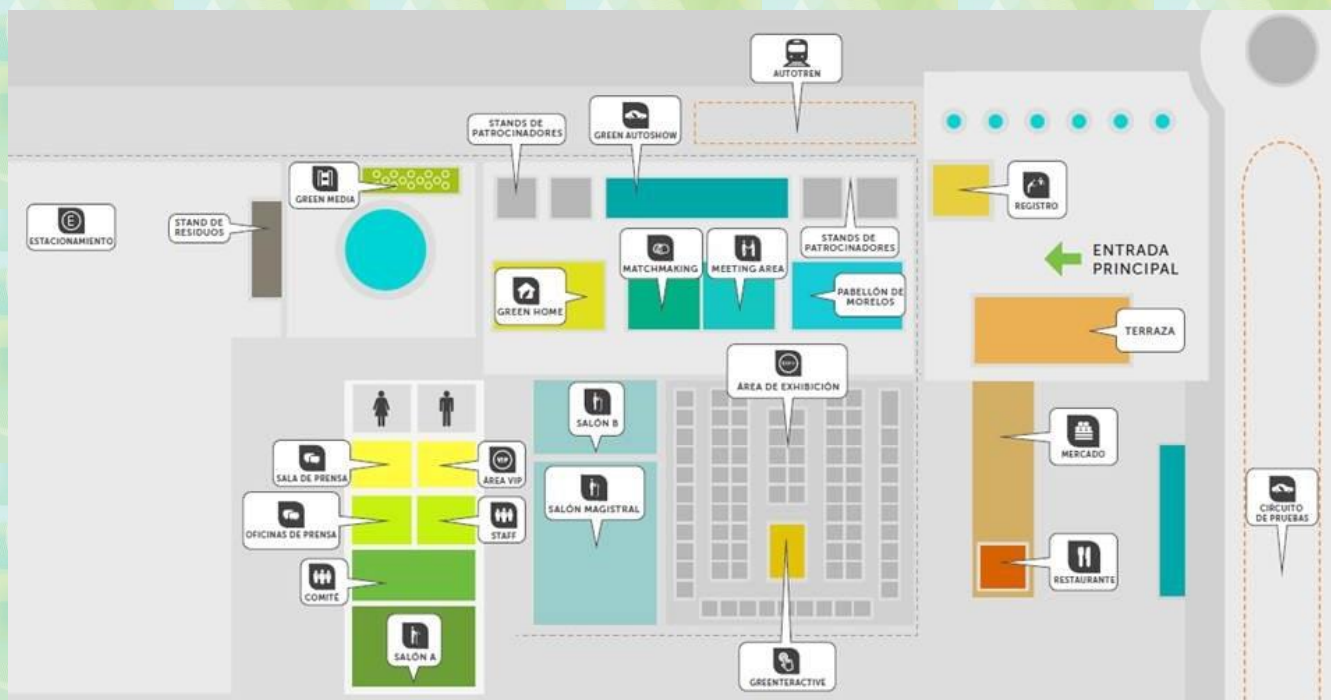 AUTOTREN
STANDS DE
PATROCINADORES
GREEN AUTOSHOW
GREEN MEDIA
REGISTRO
E
ESTACIONAMIENTO
STAND DE
RESIDUOS
STANDS DE
PATROCINADORES
ENTRADA
PRINCIPAL
MATCHMAKING
MEETING AREA
GREEN HOME
PABELLÓN DE
MORELOS
TERRAZA
ÁREA DE EXHIBICIÓN
SALÓN B
MERCADO
SALA DE PRENSA
VIP
ÁREA VIP
SALÓN MAGISTRAL
CIRCUITO
DE PRUEBAS
OFICINAS DE PRENSA
STAFF
RESTAURANTE
COMITÉ
SALÓN A
GREENTERACTIVE